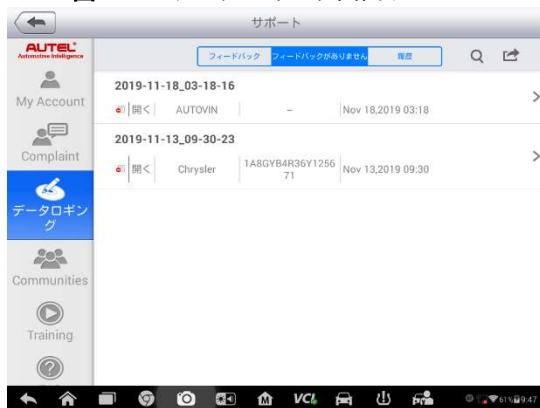 サポート
AUTEL
Automotive Intelligence
フィードバック フィードバックがありません 履歴
My Account
Complaint
データロギン
グ
Communities
Training
2019-11-18_03-18-16
開く AUTOVIN - Nov 18,2019 03:18
2019-11-13_09-30-23
開く Chrysler 1A8GYB4R36Y1256
71 Nov 13,2019 09:30
VCI
61% 9:47